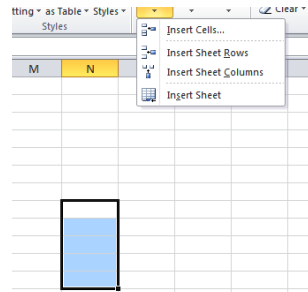 tting as Table Styles
Clear
Styles
Insert Cells...
Insert Sheet Rows
Insert Sheet Columns
Insert Sheet
M N